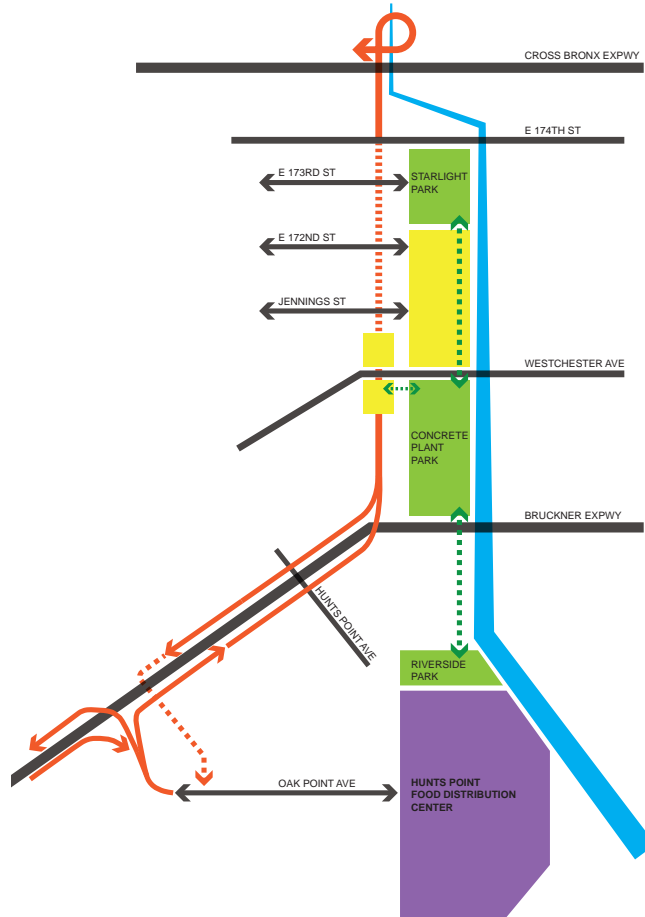 CROSS BRONX EXPWY
E 174TH ST
E 173RD ST
STARLIGHT
PARK
E 172ND ST
JENNINGS ST
WESTCHESTER AVE
CONCRETE
PLANT
PARK
BRUCKNER EXPWY
HUNTS POINT AVE
RIVERSIDE
PARK
OAK POINT AVE
HUNTS POINT
FOOD DISTRIBUTION
CENTER